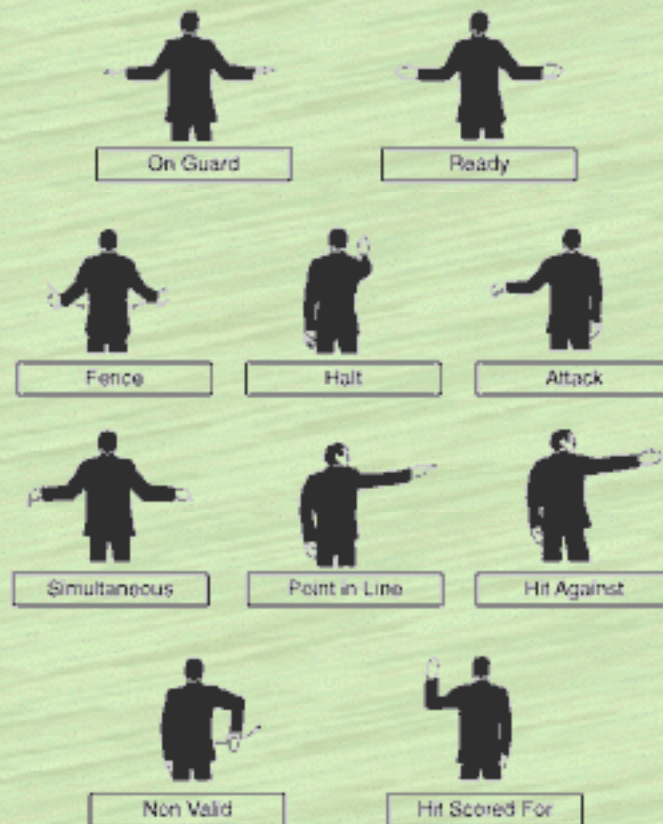 On Guard
Ready
Fence
Halt
Attack
Simultaneous
Point in Line
Hit Against
Non Valid
Hit Scored For